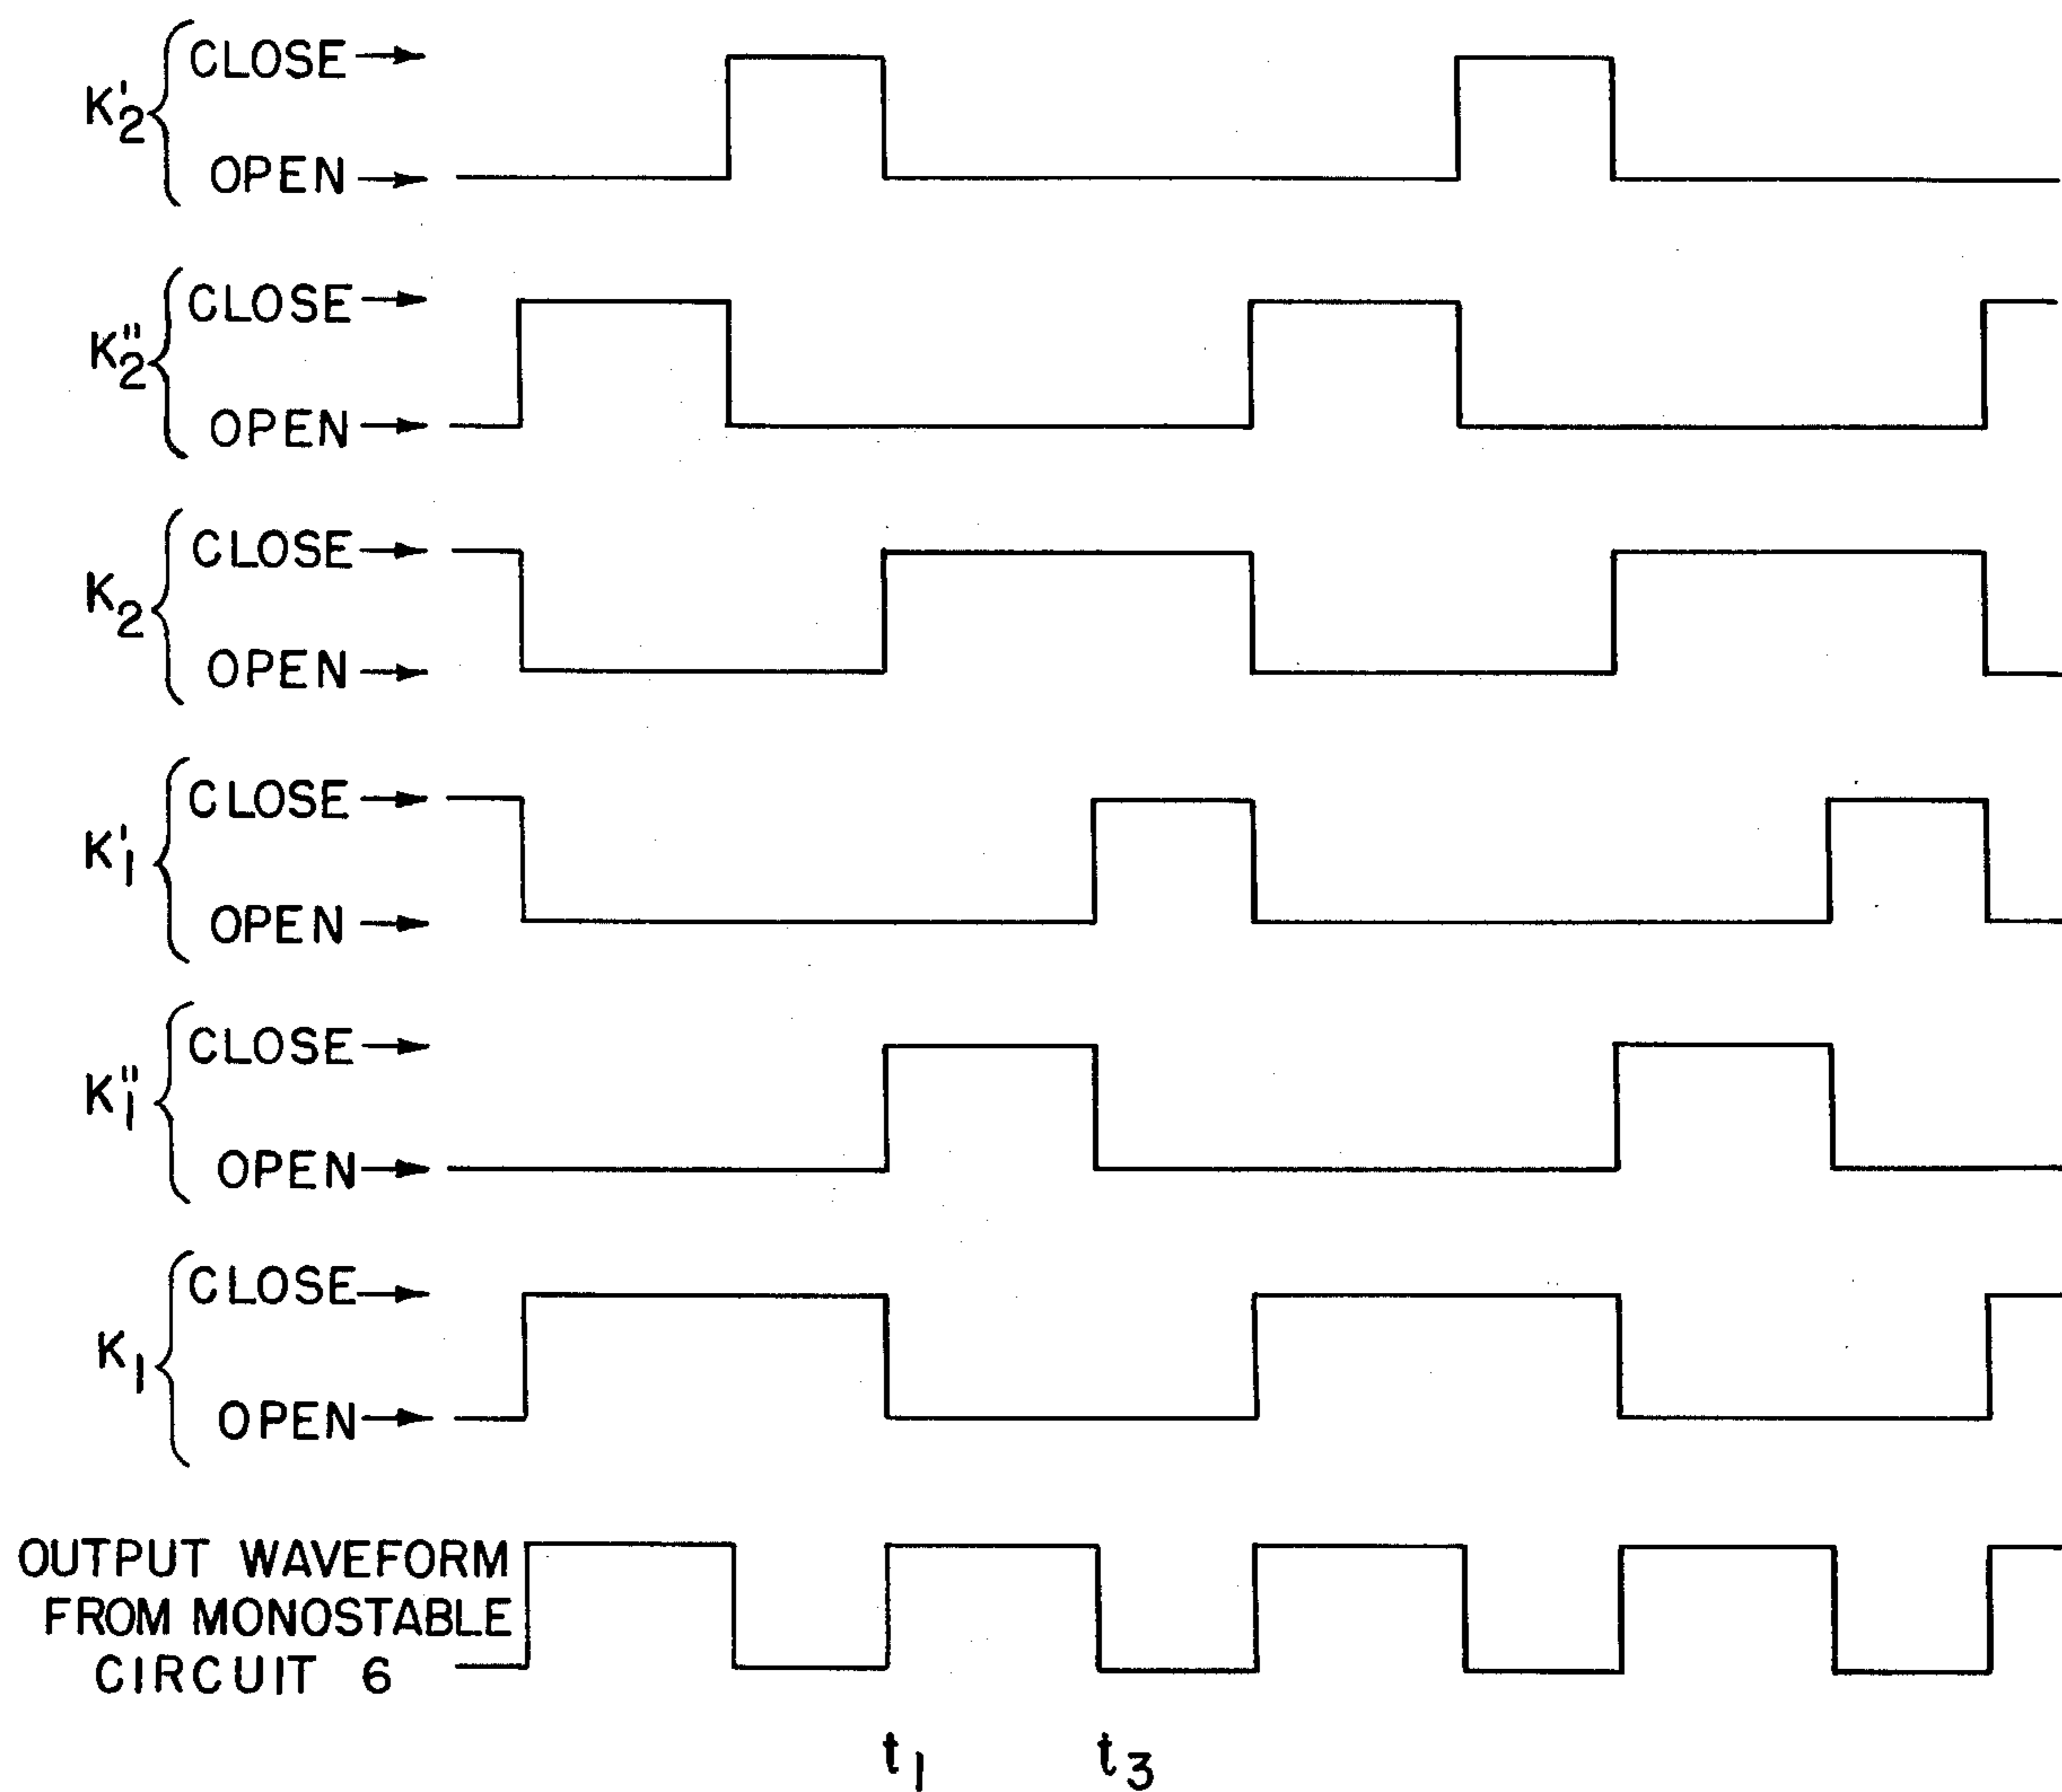 CLOSE
K'2
OPEN
CLOSE
K"2
OPEN
CLOSE
K2
OPEN
CLOSE
K'1
OPEN
CLOSE
K"1
OPEN
CLOSE
K1
OPEN
OUTPUT WAVEFORM
FROM MONOSTABLE
CIRCUIT 6
t1 t3